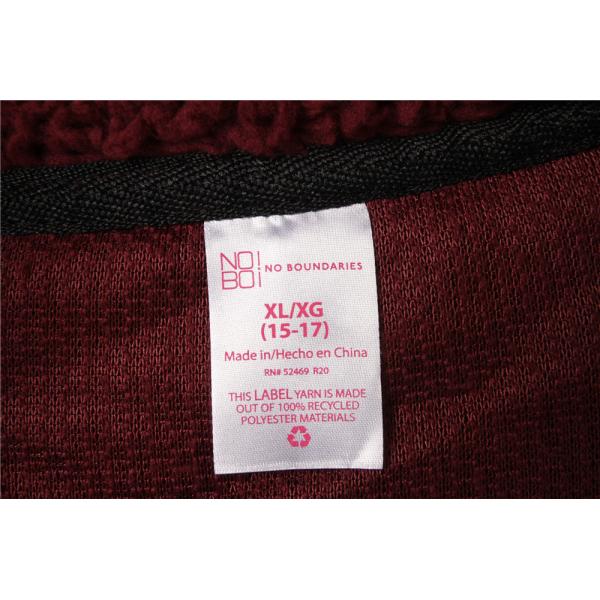 NO!
BO!
NO BOUNDARIES
XL/XG
(15-17)
Made in/Hecho en China
RN# 52469 R20
THIS LABEL YARN IS MADE
OUT OF 100% RECYCLED
POLYESTER MATERIALS